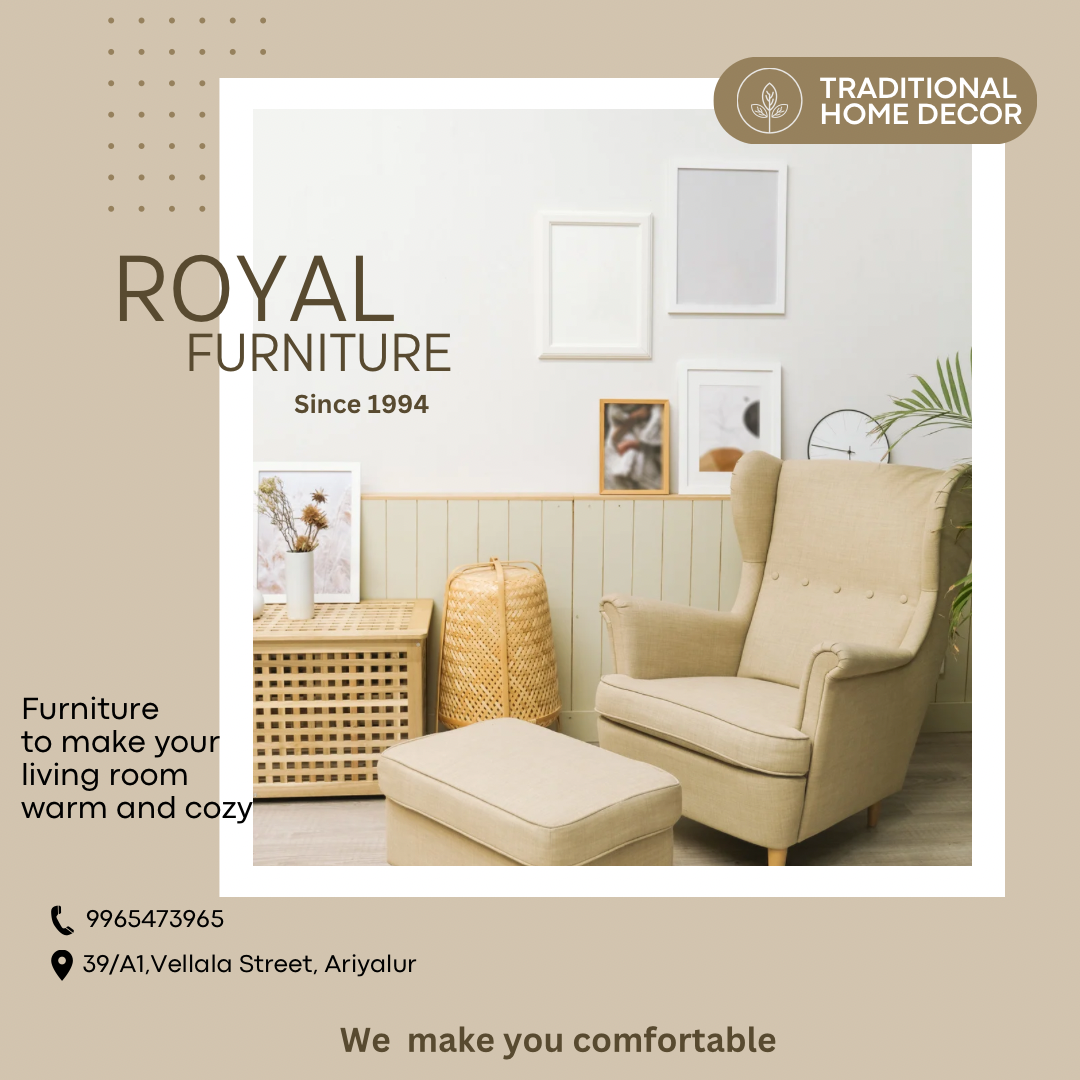 TRADITIONAL
HOME DECOR
ROYAL
FURNITURE
Since 1994
Furniture
to make your
living room
warm and cozy
9965473965
39/A1,Vellala Street, Ariyalur
We  make you comfortable